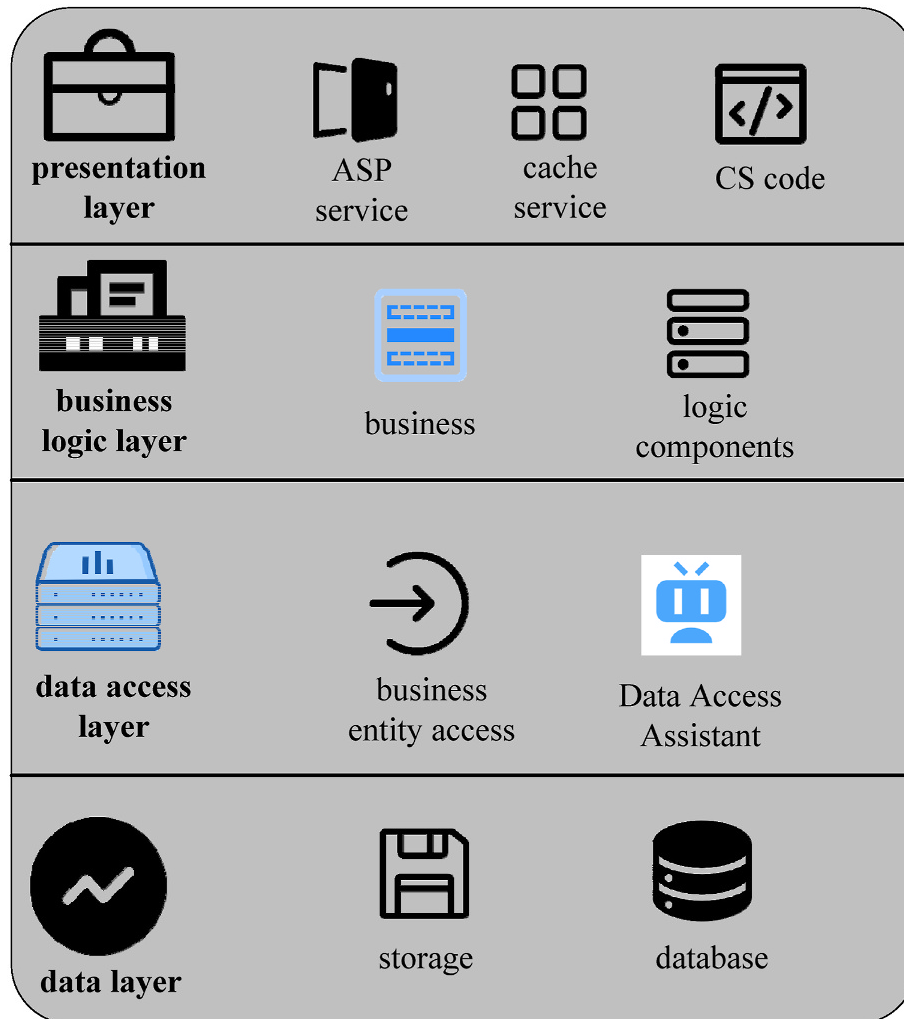 presentation
layer
ASP
service
cache
service
CS code
business
logic layer
business
logic
components
data access
layer
business
entity access
Data Access
Assistant
data layer
storage
database